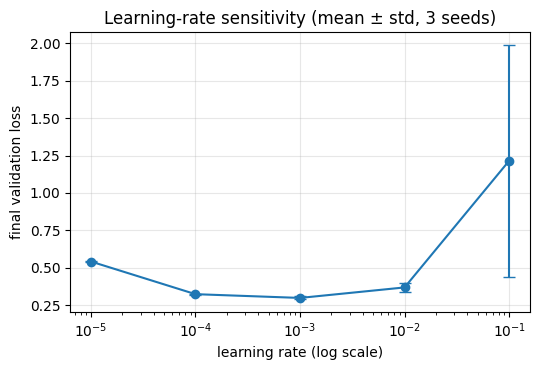 Learning-rate sensitivity (mean ± std, 3 seeds)
final validation loss
2.00
1.75
1.50
1.25
1.00
0.75
0.50
0.25
10⁻⁵ 10⁻⁴ 10⁻³ 10⁻² 10⁻¹
learning rate (log scale)